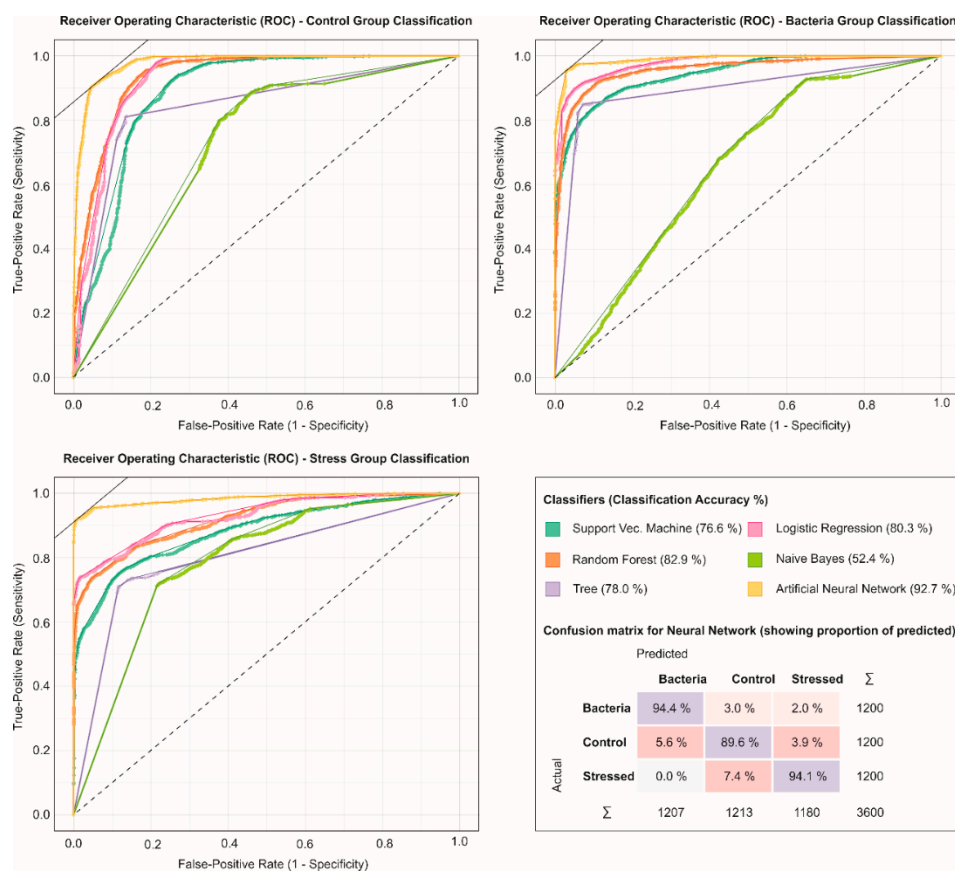 Receiver Operating Characteristic (ROC) - Control Group Classification
1.0
0.8
0.6
0.4
0.2
0.0
True-Positive Rate (Sensitivity)
0.0 0.2 0.4 0.6 0.8 1.0
False-Positive Rate (1 - Specificity)
Receiver Operating Characteristic (ROC) - Bacteria Group Classification
1.0
0.8
0.6
0.4
0.2
0.0
True-Positive Rate (Sensitivity)
0.0 0.2 0.4 0.6 0.8 1.0
False-Positive Rate (1 - Specificity)
Receiver Operating Characteristic (ROC) - Stress Group Classification
1.0
0.8
0.6
0.4
0.2
0.0
True-Positive Rate (Sensitivity)
0.0 0.2 0.4 0.6 0.8 1.0
False-Positive Rate (1 - Specificity)
Classifiers (Classification Accuracy %)
Support Vec. Machine (76.6 %) Logistic Regression (80.3 %)
Random Forest (82.9 %) Naive Bayes (52.4 %)
Tree (78.0 %) Artificial Neural Network (92.7 %)
Confusion matrix for Neural Network (showing proportion of predicted)
Predicted
Bacteria Control Stressed Σ
Bacteria 94.4 % 3.0 % 2.0 % 1200
Control 5.6 % 89.6 % 3.9 % 1200
Stressed 0.0 % 7.4 % 94.1 % 1200
Actual
Σ 1207 1213 1180 3600